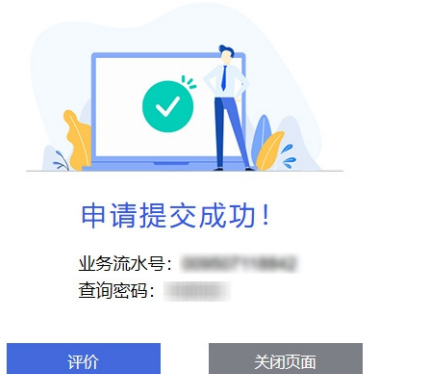 申请提交成功！
业务流水号：
查询密码：
评价
关闭页面